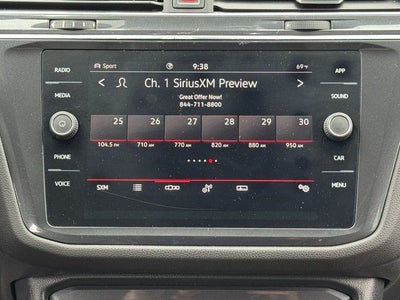 RADIO
MEDIA
PHONE
VOICE
Sport 9:38 69°F
< Ch. 1 SiriusXM Preview >
Great Offer Now!
844-711-8800
25 26 27 28 29 30
104.5 FM 710 AM 770 AM 820 AM 880 AM 950 AM
SXM
APP
SOUND
CAR
MENU